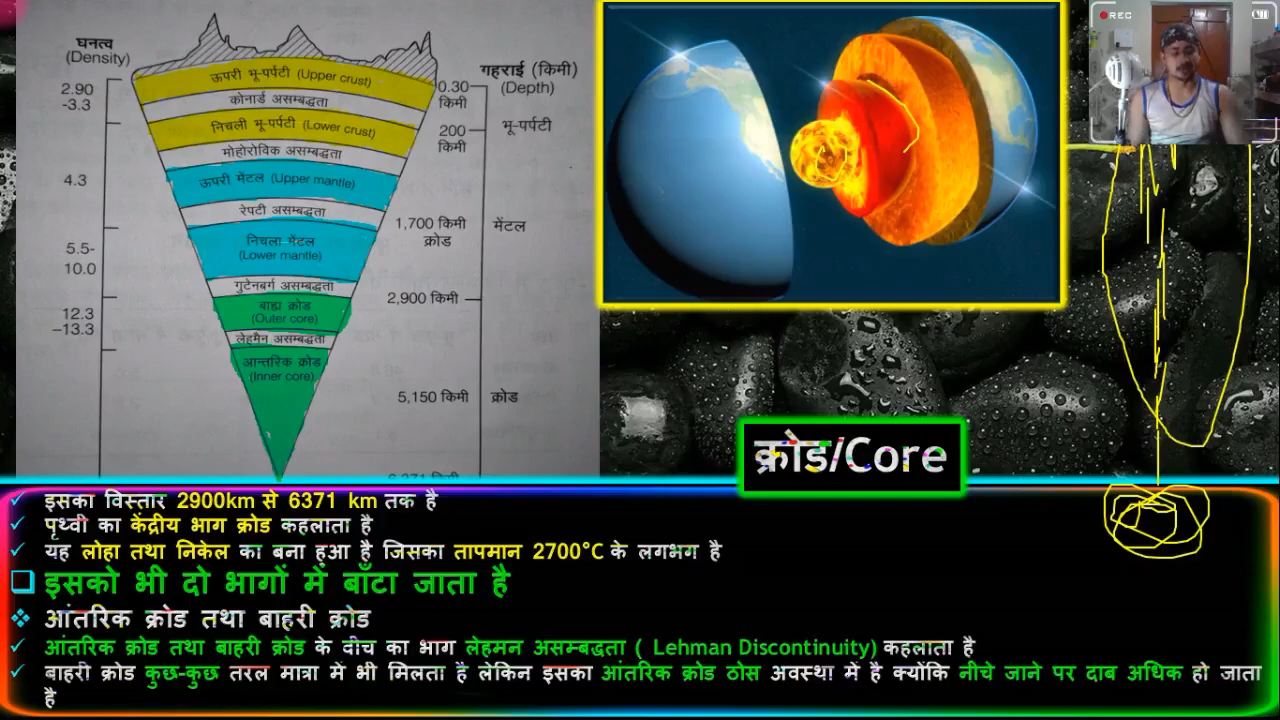 REC
घनत्व
(Density)
2.90
-3.3
4.3
5.5-
10.0
12.3
–13.3
ऊपरी भू-पर्पटी (Upper crust)
कोनार्ड असम्बद्धता
निचली भू-पर्पटी (Lower crust)
मोहोरोविक असम्बद्धता
ऊपरी मेंटल (Upper mantle)
रेपटी असम्बद्धता
निचला मेंटल
(Lower mantle)
गुटेनबर्ग असम्बद्धता
बाह्य क्रोड
(Outer core)
लेहमैन असम्बद्धता
आन्तरिक क्रोड
(Inner core)
गहराई (किमी)
(Depth)
0.30
किमी
200
किमी
भू-पर्पटी
1,700 किमी
क्रोड
मेंटल
2,900 किमी
5,150 किमी
क्रोड
क्रोड/Core
इसका विस्तार 2900km से 6371 km तक है
पृथ्वी का केंद्रीय भाग क्रोड कहलाता है
यह लोहा तथा निकेल का बना हुआ है जिसका तापमान 2700°C के लगभग है
इसको भी दो भागों में बाँटा जाता है
आंतरिक क्रोड तथा बाहरी क्रोड
आंतरिक क्रोड तथा बाहरी क्रोड के दीच का भाग लेहमन असम्बद्धता ( Lehman Discontinuity) कहलाता है
बाहरी क्रोड कुछ-कुछ तरल मात्रा में भी मिलता है लेकिन इसका आंतरिक क्रोड ठोस अवस्था में है क्योंकि नीचे जाने पर दाब अधिक हो जाता
है